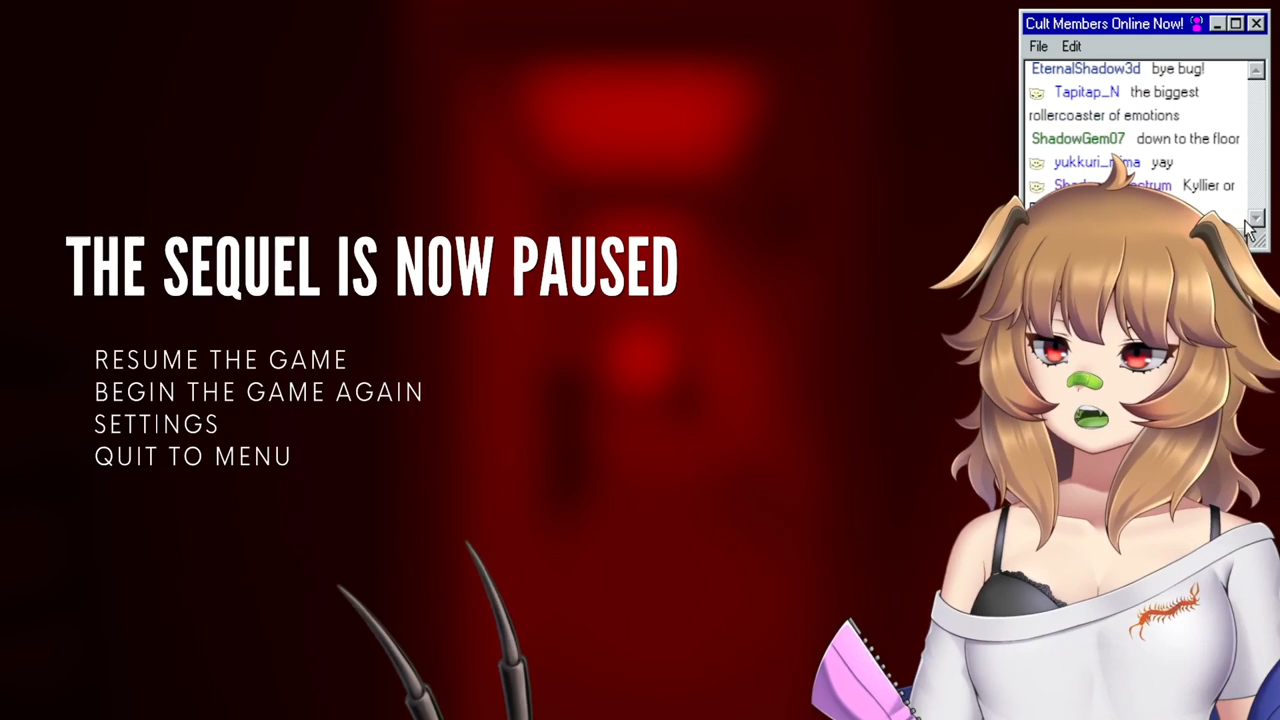 THE SEQUEL IS NOW PAUSED
RESUME THE GAME
BEGIN THE GAME AGAIN
SETTINGS
QUIT TO MENU
Cult Members Online Now!
File Edit
EternalShadow3d bye bug!
Tapitap_N the biggest
rollercoaster of emotions
ShadowGem07 down to the floor
yay
Kyllier or